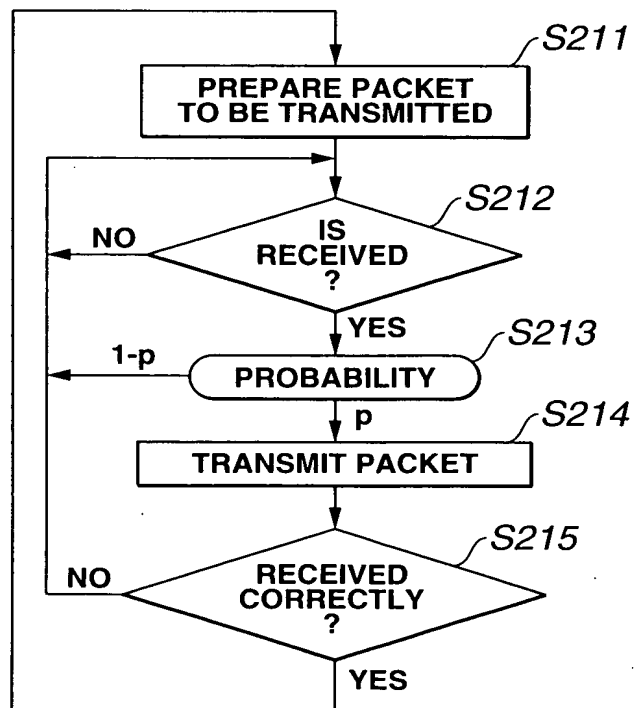 S211
PREPARE PACKET
TO BE TRANSMITTED
S212
IS
RECEIVED
?
NO
YES
S213
1-p
PROBABILITY
p
S214
TRANSMIT PACKET
S215
RECEIVED
CORRECTLY
?
NO
YES